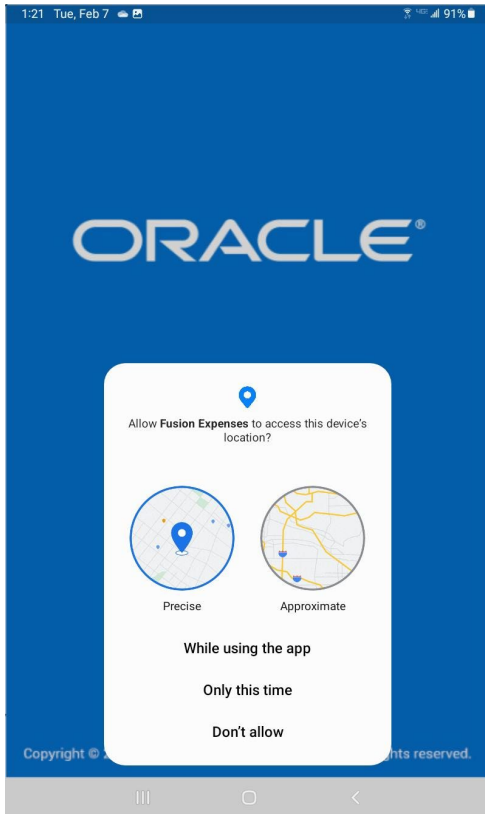 1:21 Tue, Feb 7 91%
ORACLE®
Allow Fusion Expenses to access this device's
location?
Precise Approximate
While using the app
Only this time
Don't allow
Copyright © hts reserved.